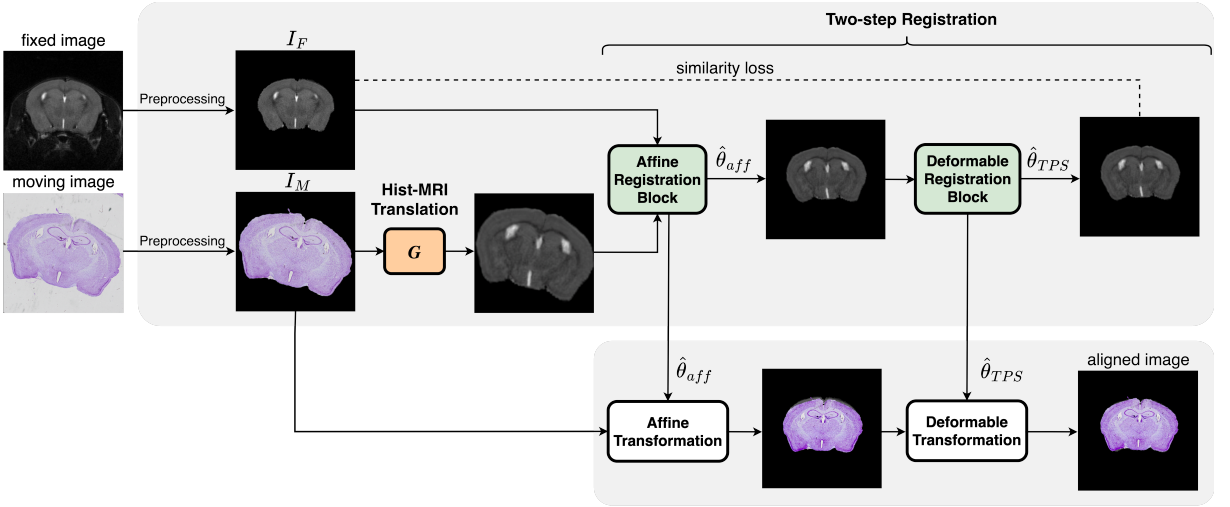 Two-step Registration
fixed image
I_F
similarity loss
Preprocessing
Affine
Registration
Block
θ̂_aff
Deformable
Registration
Block
θ̂_TPS
moving image
I_M
Hist-MRI
Translation
Preprocessing
G
θ̂_aff
θ̂_TPS
aligned image
Affine
Transformation
Deformable
Transformation